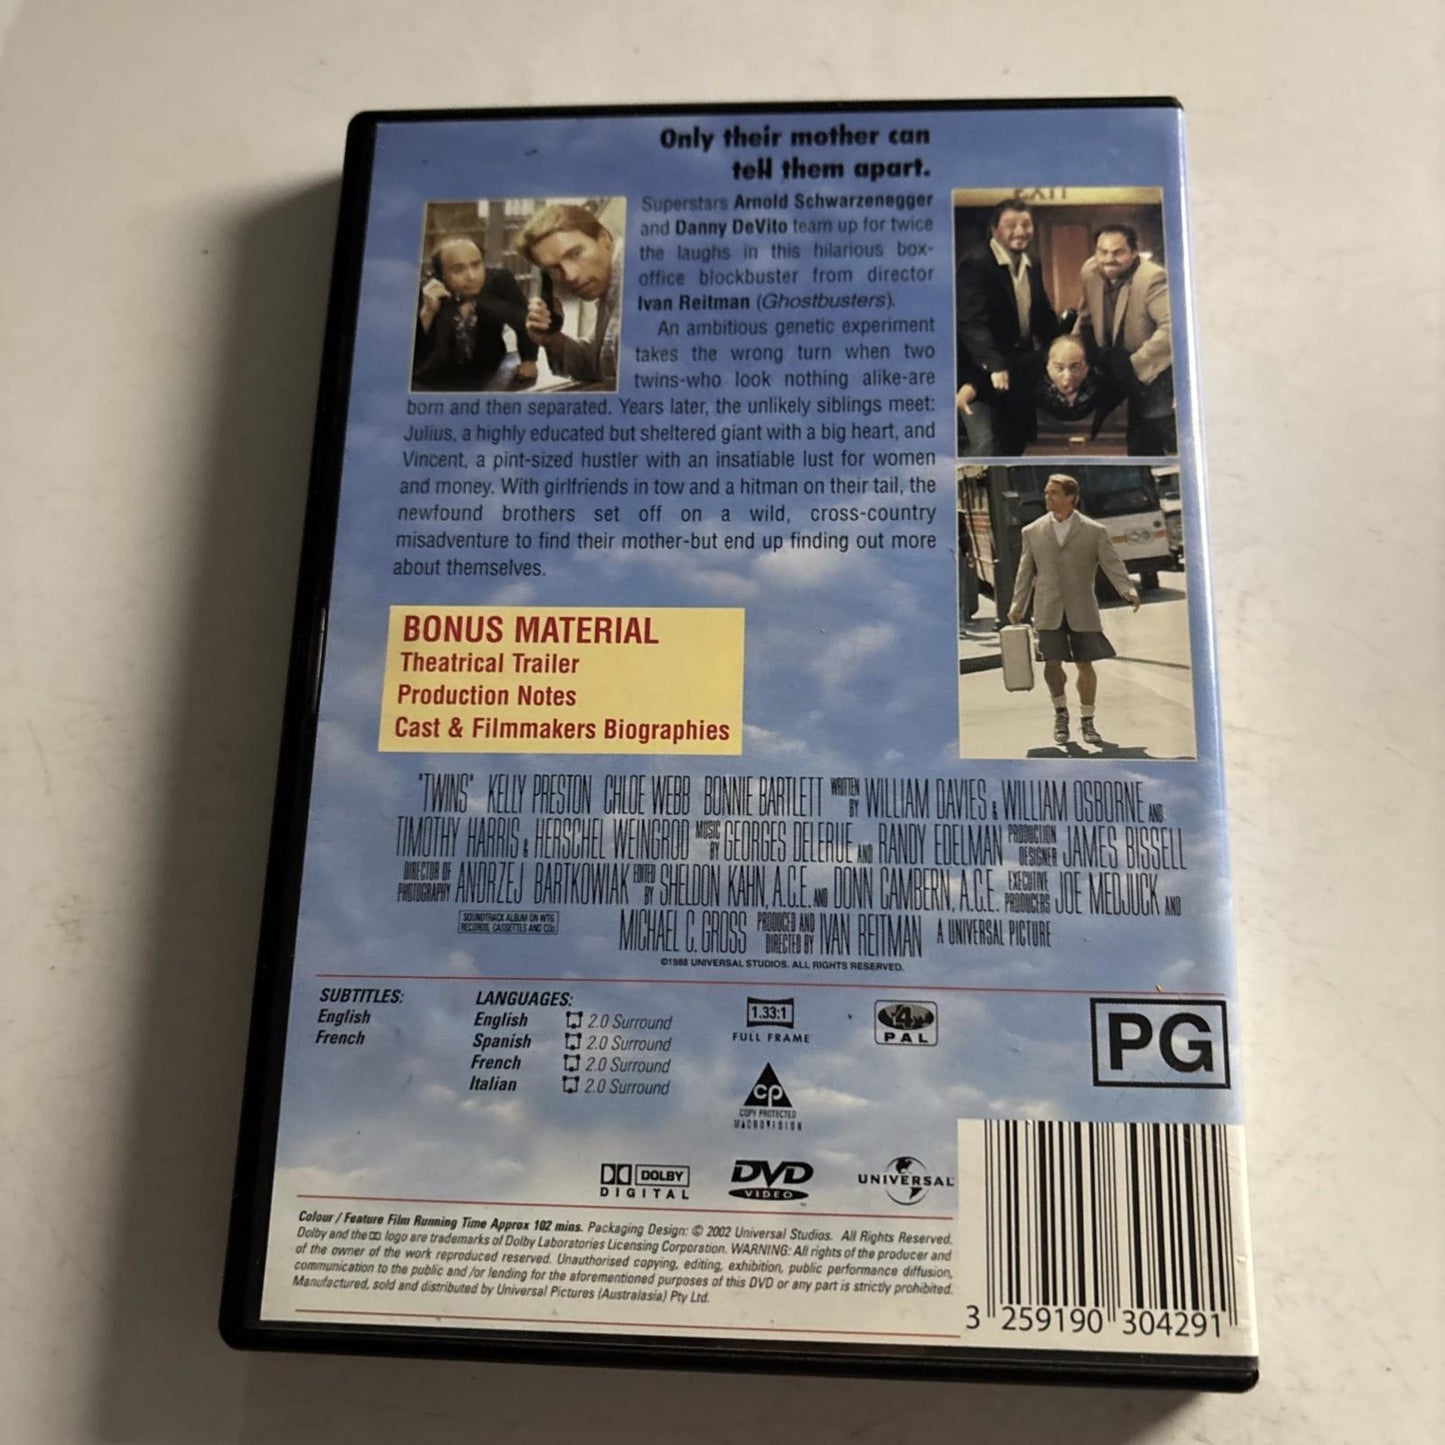 Only their mother can
tell them apart.
Superstars Arnold Schwarzenegger
and Danny DeVito team up for twice
the laughs in this hilarious box-
office blockbuster from director
Ivan Reitman (Ghostbusters).
An ambitious genetic experiment
takes the wrong turn when two
twins-who look nothing alike-are
born and then separated. Years later, the unlikely siblings meet:
Julius, a highly educated but sheltered giant with a big heart, and
Vincent, a pint-sized hustler with an insatiable lust for women
and money. With girlfriends in tow and a hitman on their tail, the
newfound brothers set off on a wild, cross-country
misadventure to find their mother-but end up finding out more
about themselves.
EXIT
BONUS MATERIAL
Theatrical Trailer
Production Notes
Cast & Filmmakers Biographies
"TWINS" KELLY PRESTON CHLOE WEBB BONNIE BARTLETT WRITTEN BY WILLIAM DAVIES & WILLIAM OSBORNE AND
TIMOTHY HARRIS & HERSCHEL WEINGROD MUSIC BY GEORGES DELERUE AND RANDY EDELMAN PRODUCTION DESIGNER JAMES BISSELL
DIRECTOR OF PHOTOGRAPHY ANDRZEJ BARTKOWIAK EDITED BY SHELDON KAHN, A.C.E. AND DONN CAMBERN, A.C.E. EXECUTIVE PRODUCERS JOE MEDJUCK AND
SOUNDTRACK ALBUM ON WTG
RECORDS, CASSETTES AND CDs
MICHAEL C. GROSS PRODUCED AND DIRECTED BY IVAN REITMAN A UNIVERSAL PICTURE
©1988 UNIVERSAL STUDIOS. ALL RIGHTS RESERVED.
SUBTITLES:
English
French
LANGUAGES:
English 2.0 Surround
Spanish 2.0 Surround
French 2.0 Surround
Italian 2.0 Surround
1.33:1
FULL FRAME
4
PAL
PG
cp
COPY PROTECTED
MACROVISION
DOLBY
DIGITAL
DVD
VIDEO
UNIVERSAL
Colour / Feature Film Running Time Approx 102 mins. Packaging Design: © 2002 Universal Studios. All Rights Reserved.
Dolby and the logo are trademarks of Dolby Laboratories Licensing Corporation. WARNING: All rights of the producer and
of the owner of the work reproduced reserved. Unauthorised copying, editing, exhibition, public performance diffusion,
communication to the public and /or lending for the aforementioned purposes of this DVD or any part is strictly prohibited.
Manufactured, sold and distributed by Universal Pictures (Australasia) Pty Ltd.
3 259190 304291